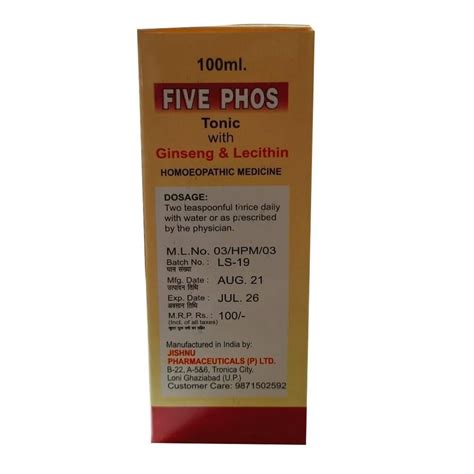 100ml.
FIVE PHOS
Tonic
with
Ginseng & Lecithin
HOMOEOPATHIC MEDICINE
DOSAGE:
Two teaspoonful thrice daily
with water or as prescribed
by the physician.
M.L.No. 03/HPM/03
Batch No. : LS-19
घान संख्या
Mfg. Date : AUG. 21
उत्पादन तिथि
Exp. Date : JUL. 26
अवसान तिथि
M.R.P. Rs. : 100/-
(Incl. of all taxes)
Manufactured in India by:
JISHNU
PHARMACEUTICALS (P) LTD.
B-22, A-5&6, Tronica City.
Loni Ghaziabad (U.P.)
Customer Care: 9871502592